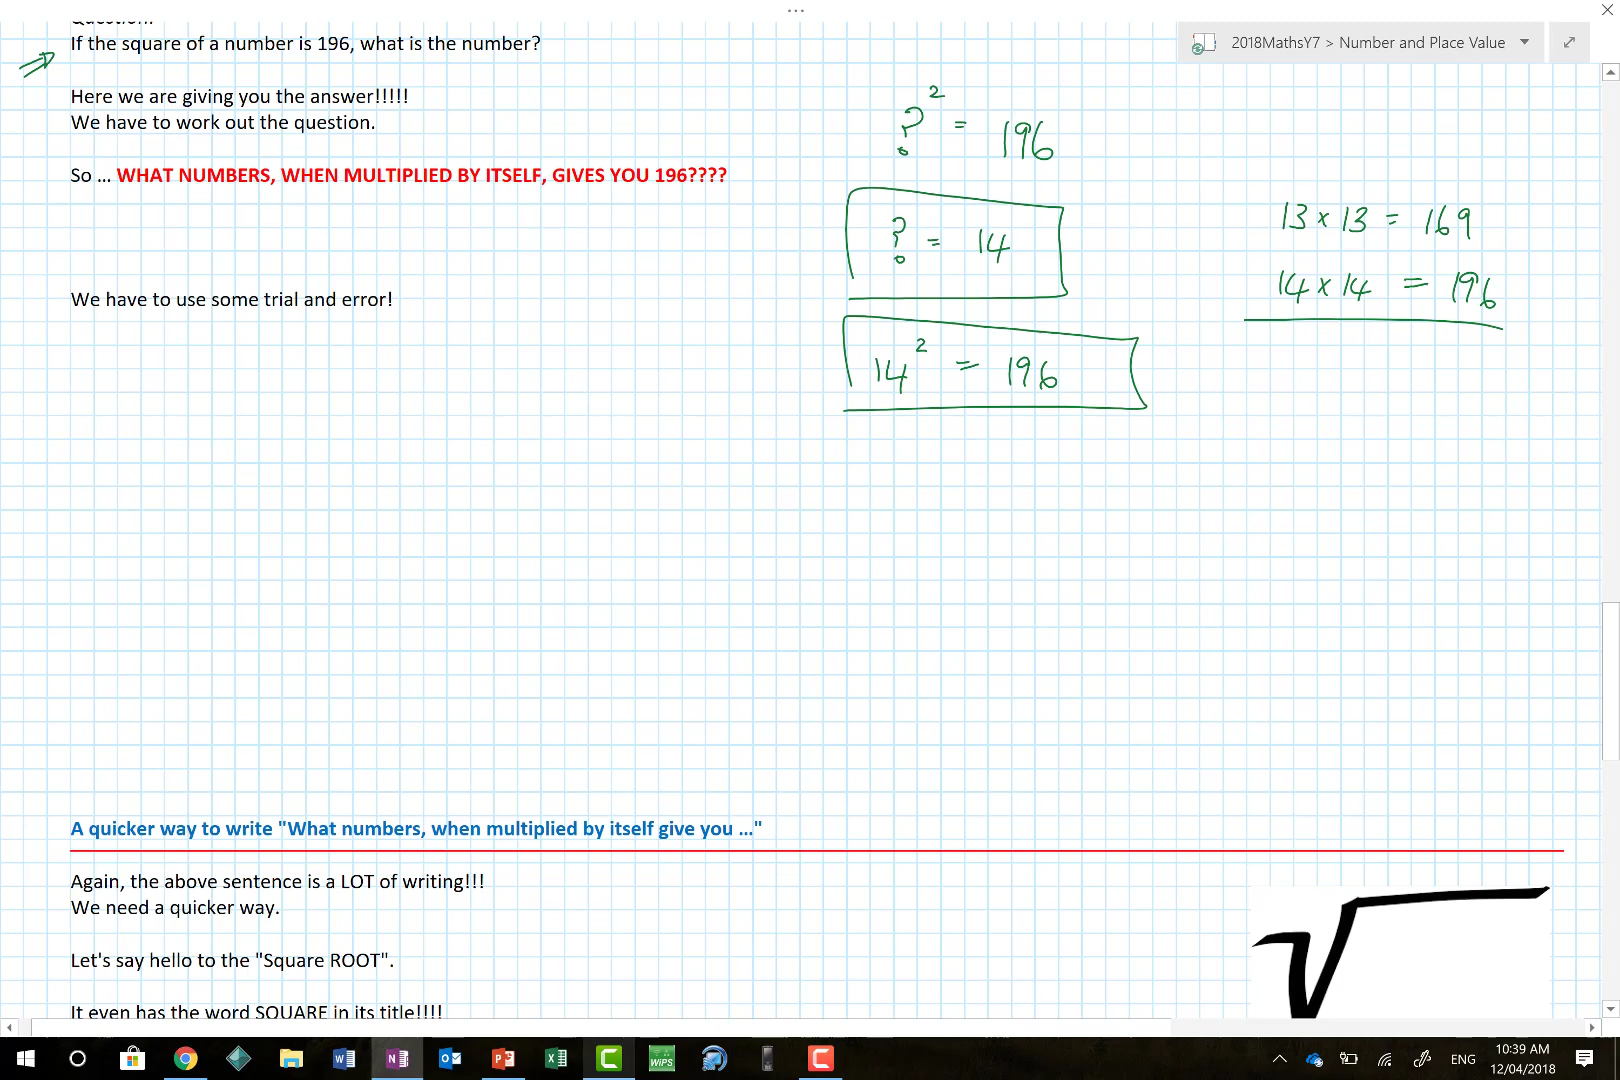 If the square of a number is 196, what is the number?
Here we are giving you the answer!!!!!
We have to work out the question.
So ... WHAT NUMBERS, WHEN MULTIPLIED BY ITSELF, GIVES YOU 196????
We have to use some trial and error!
2018MathsY7 > Number and Place Value
?² = 196
? = 14
14² = 196
13 x 13 = 169
14 x 14 = 196
A quicker way to write "What numbers, when multiplied by itself give you ..."
Again, the above sentence is a LOT of writing!!!
We need a quicker way.
Let's say hello to the "Square ROOT".
It even has the word SQUARE in its title!!!!
√
WiPS
ENG
10:39 AM
12/04/2018